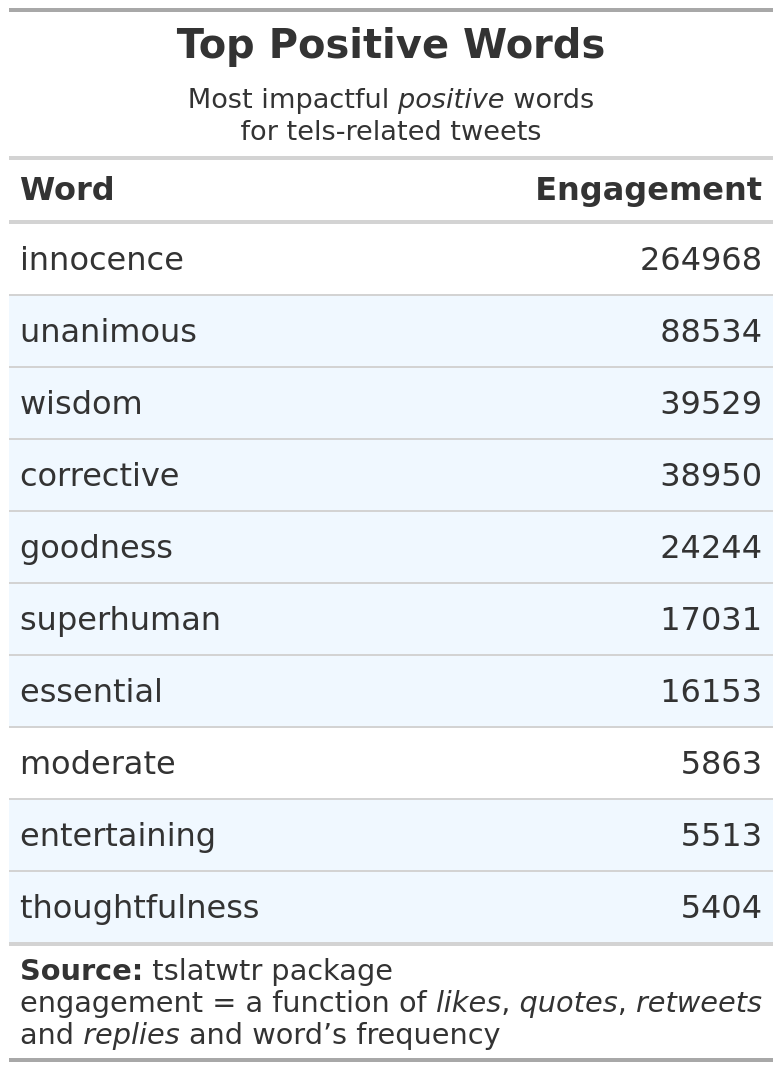 Top Positive Words
Most impactful positive words
for tels-related tweets
Word Engagement
innocence 264968
unanimous 88534
wisdom 39529
corrective 38950
goodness 24244
superhuman 17031
essential 16153
moderate 5863
entertaining 5513
thoughtfulness 5404
Source: tslatwtr package
engagement = a function of likes, quotes, retweets
and replies and word’s frequency